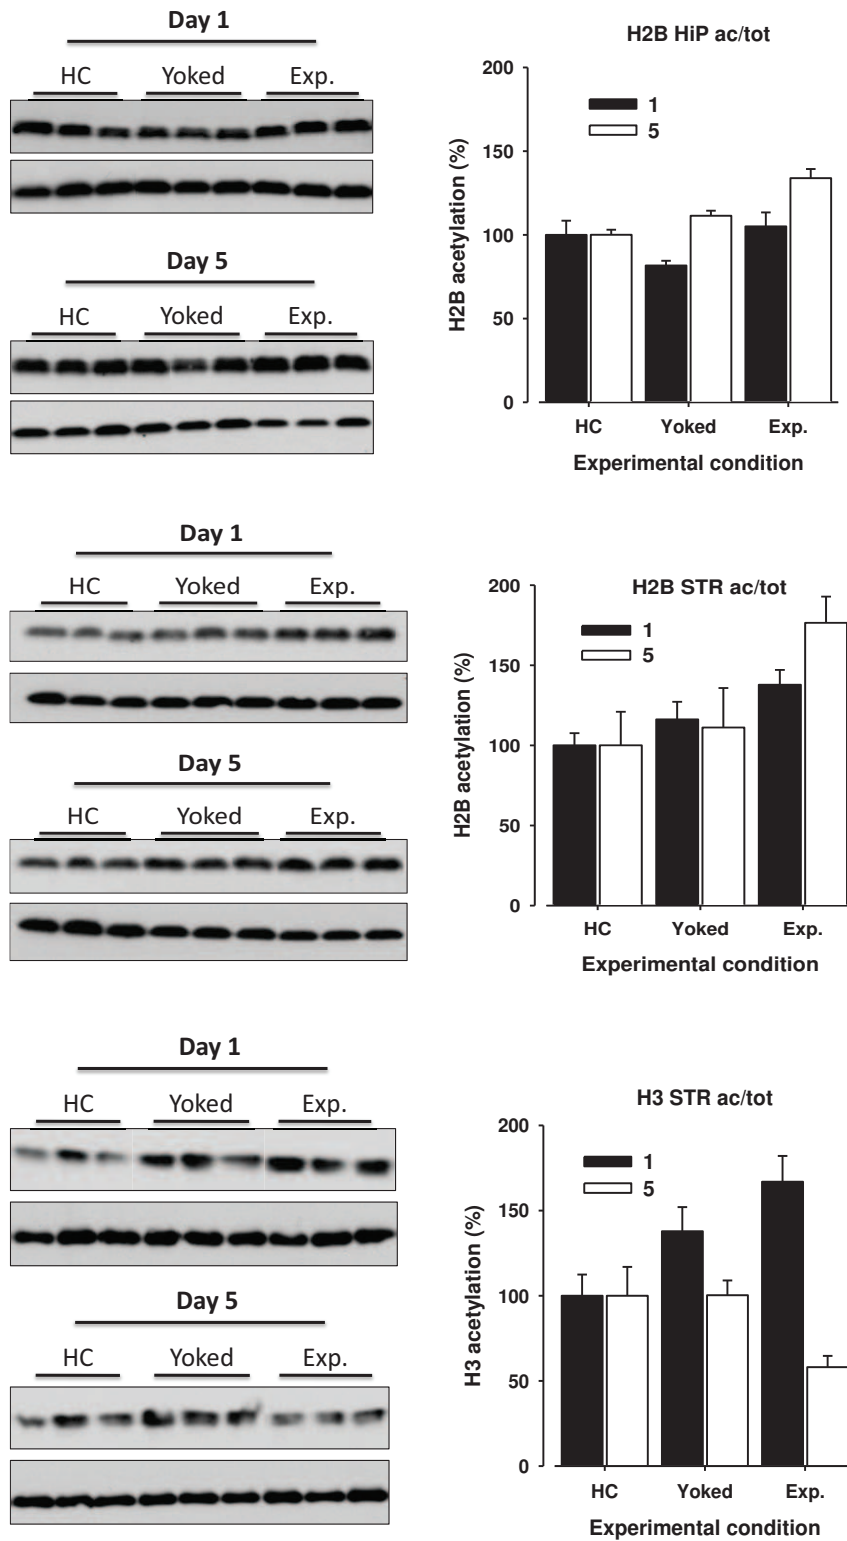 Day 1
HC Yoked Exp.
Day 5
HC Yoked Exp.
H2B HiP ac/tot
200
150
100
50
0
H2B acetylation (%)
1
5
HC Yoked Exp.
Experimental condition
Day 1
HC Yoked Exp.
Day 5
HC Yoked Exp.
H2B STR ac/tot
200
150
100
50
0
H2B acetylation (%)
1
5
HC Yoked Exp.
Experimental condition
Day 1
HC Yoked Exp.
Day 5
HC Yoked Exp.
H3 STR ac/tot
200
150
100
50
0
H3 acetylation (%)
1
5
HC Yoked Exp.
Experimental condition